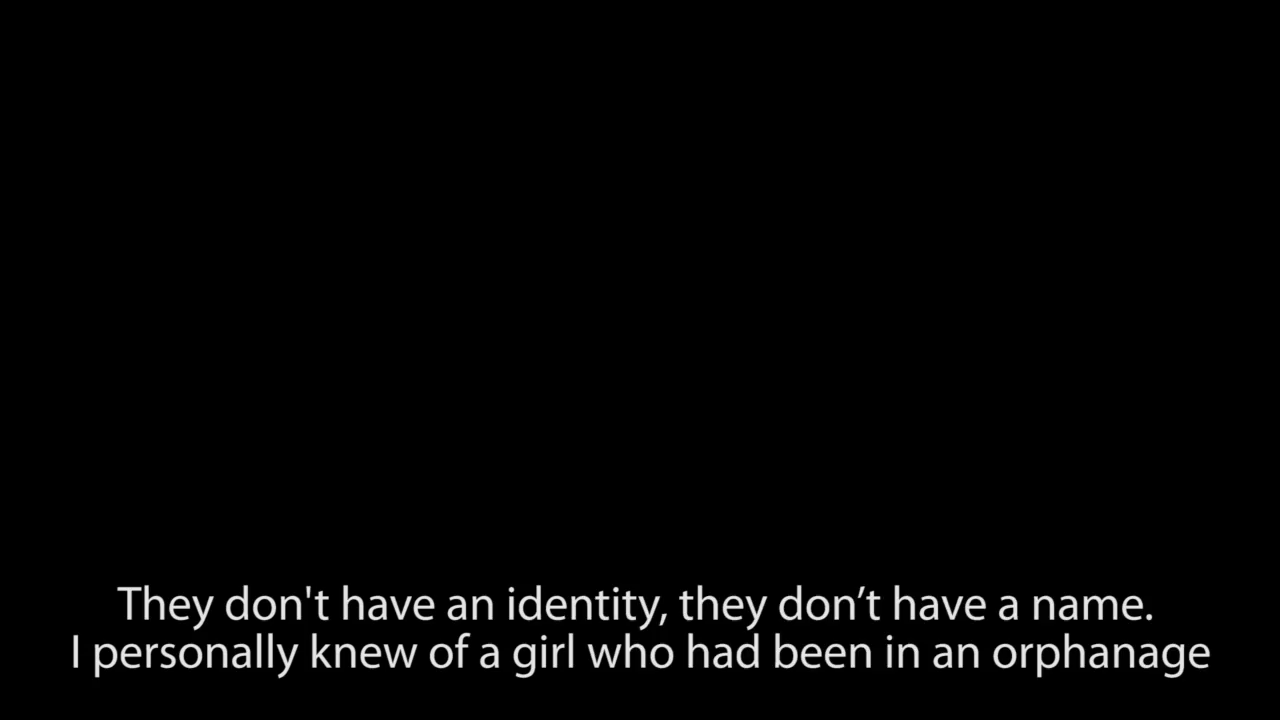 They don't have an identity, they don’t have a name.
I personally knew of a girl who had been in an orphanage